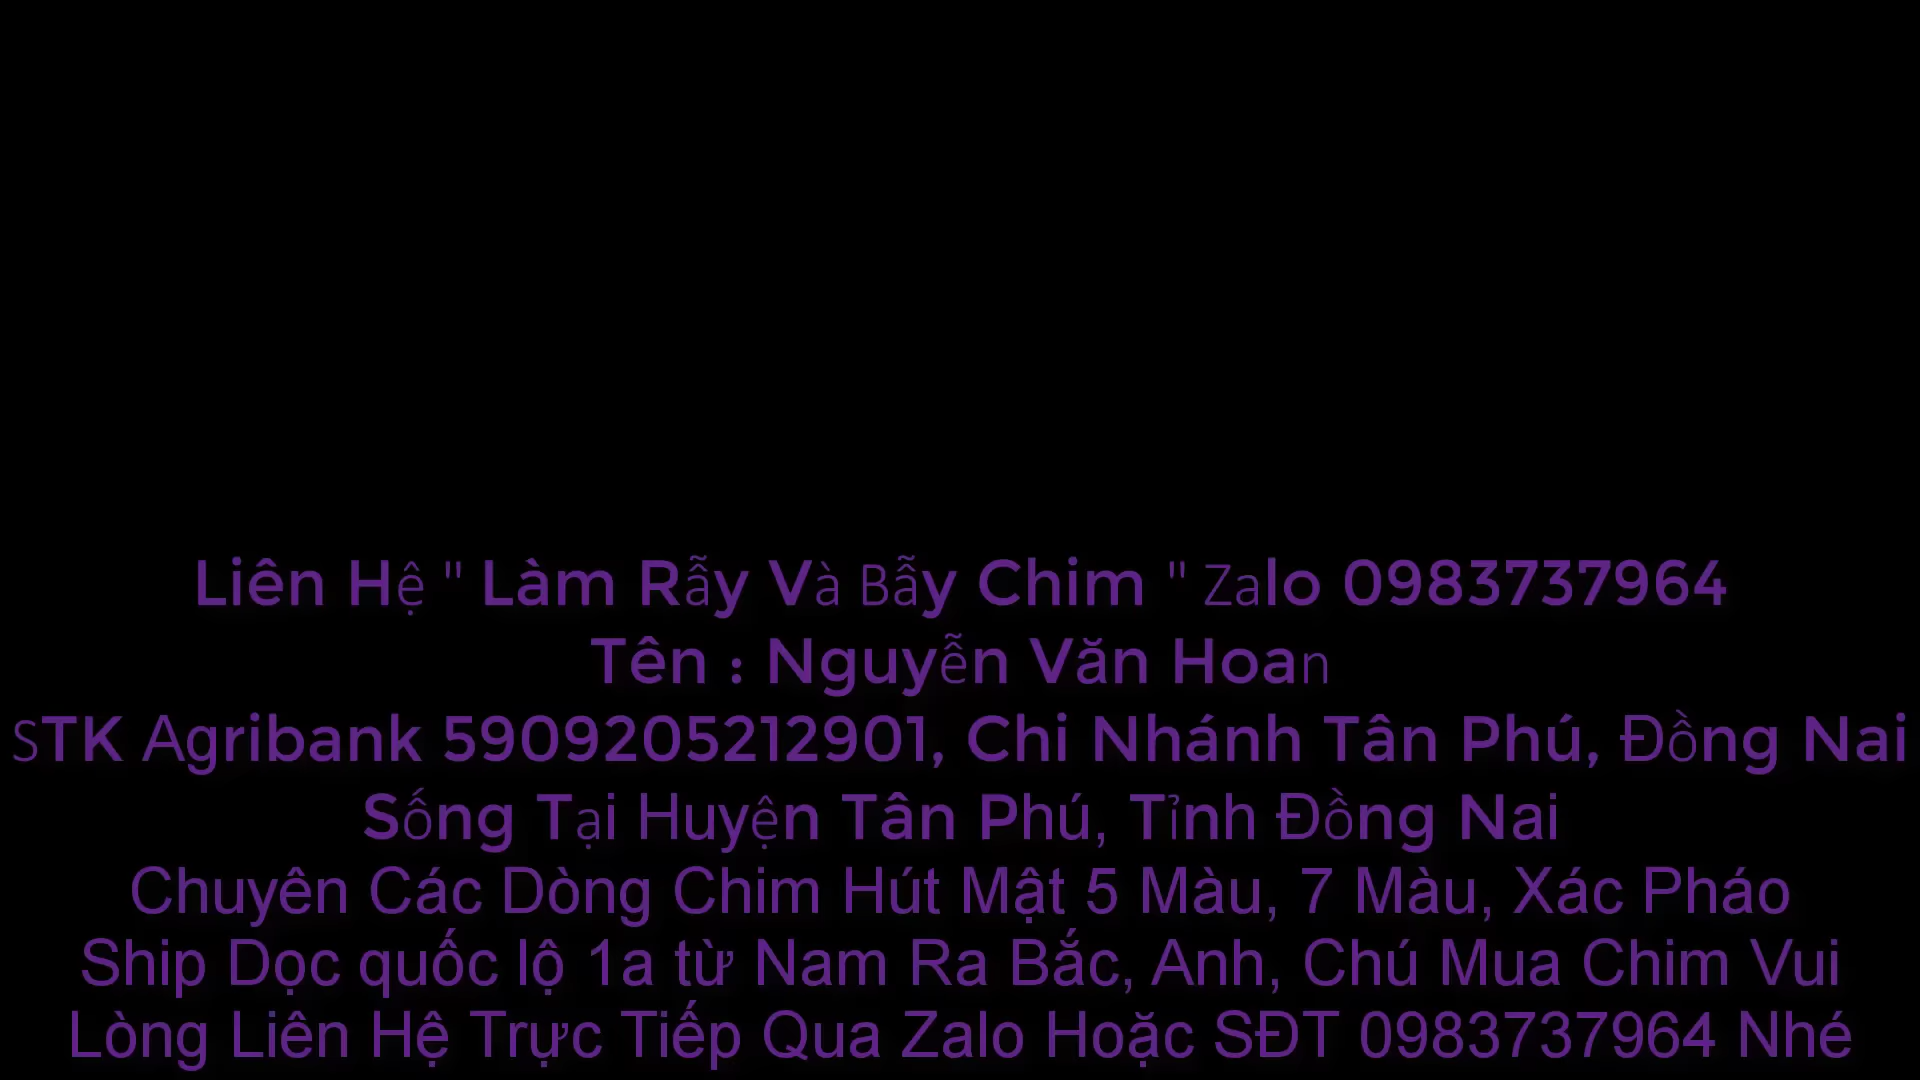 Liên Hệ " Làm Rẫy Và Bẫy Chim " Zalo 0983737964
Tên : Nguyễn Văn Hoan
STK Agribank 5909205212901, Chi Nhánh Tân Phú, Đồng Nai
Sống Tại Huyện Tân Phú, Tỉnh Đồng Nai
Chuyên Các Dòng Chim Hút Mật 5 Màu, 7 Màu, Xác Pháo
Ship Dọc quốc lộ 1a từ Nam Ra Bắc, Anh, Chú Mua Chim Vui
Lòng Liên Hệ Trực Tiếp Qua Zalo Hoặc SĐT 0983737964 Nhé